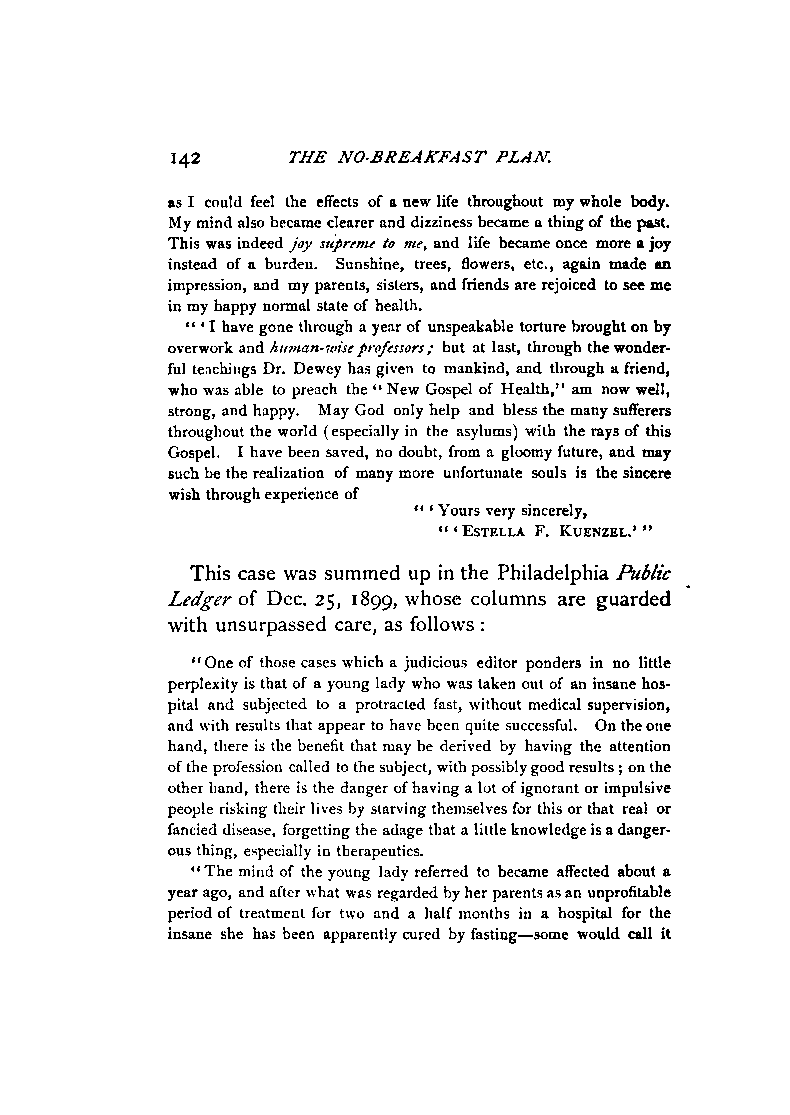 142 THE NO-BREAKFAST PLAN.
as I could feel the effects of a new life throughout my whole body.
My mind also became clearer and dizziness became a thing of the past.
This was indeed joy supreme to me, and life became once more a joy
instead of a burden. Sunshine, trees, flowers, etc., again made an
impression, and my parents, sisters, and friends are rejoiced to see me
in my happy normal state of health.
"'I have gone through a year of unspeakable torture brought on by
overwork and human-wise professors; but at last, through the wonder-
ful teachings Dr. Dewey has given to mankind, and through a friend,
who was able to preach the "New Gospel of Health," am now well,
strong, and happy. May God only help and bless the many sufferers
throughout the world (especially in the asylums) with the rays of this
Gospel. I have been saved, no doubt, from a gloomy future, and may
such be the realization of many more unfortunate souls is the sincere
wish through experience of
"'Yours very sincerely,
"'ESTELLA F. KUENZEL.'"
This case was summed up in the Philadelphia Public
Ledger of Dec. 25, 1899, whose columns are guarded
with unsurpassed care, as follows:
"One of those cases which a judicious editor ponders in no little
perplexity is that of a young lady who was taken out of an insane hos-
pital and subjected to a protracted fast, without medical supervision,
and with results that appear to have been quite successful. On the one
hand, there is the benefit that may be derived by having the attention
of the profession called to the subject, with possibly good results; on the
other hand, there is the danger of having a lot of ignorant or impulsive
people risking their lives by starving themselves for this or that real or
fancied disease, forgetting the adage that a little knowledge is a danger-
ous thing, especially in therapeutics.
"The mind of the young lady referred to became affected about a
year ago, and after what was regarded by her parents as an unprofitable
period of treatment for two and a half months in a hospital for the
insane she has been apparently cured by fasting—some would call it